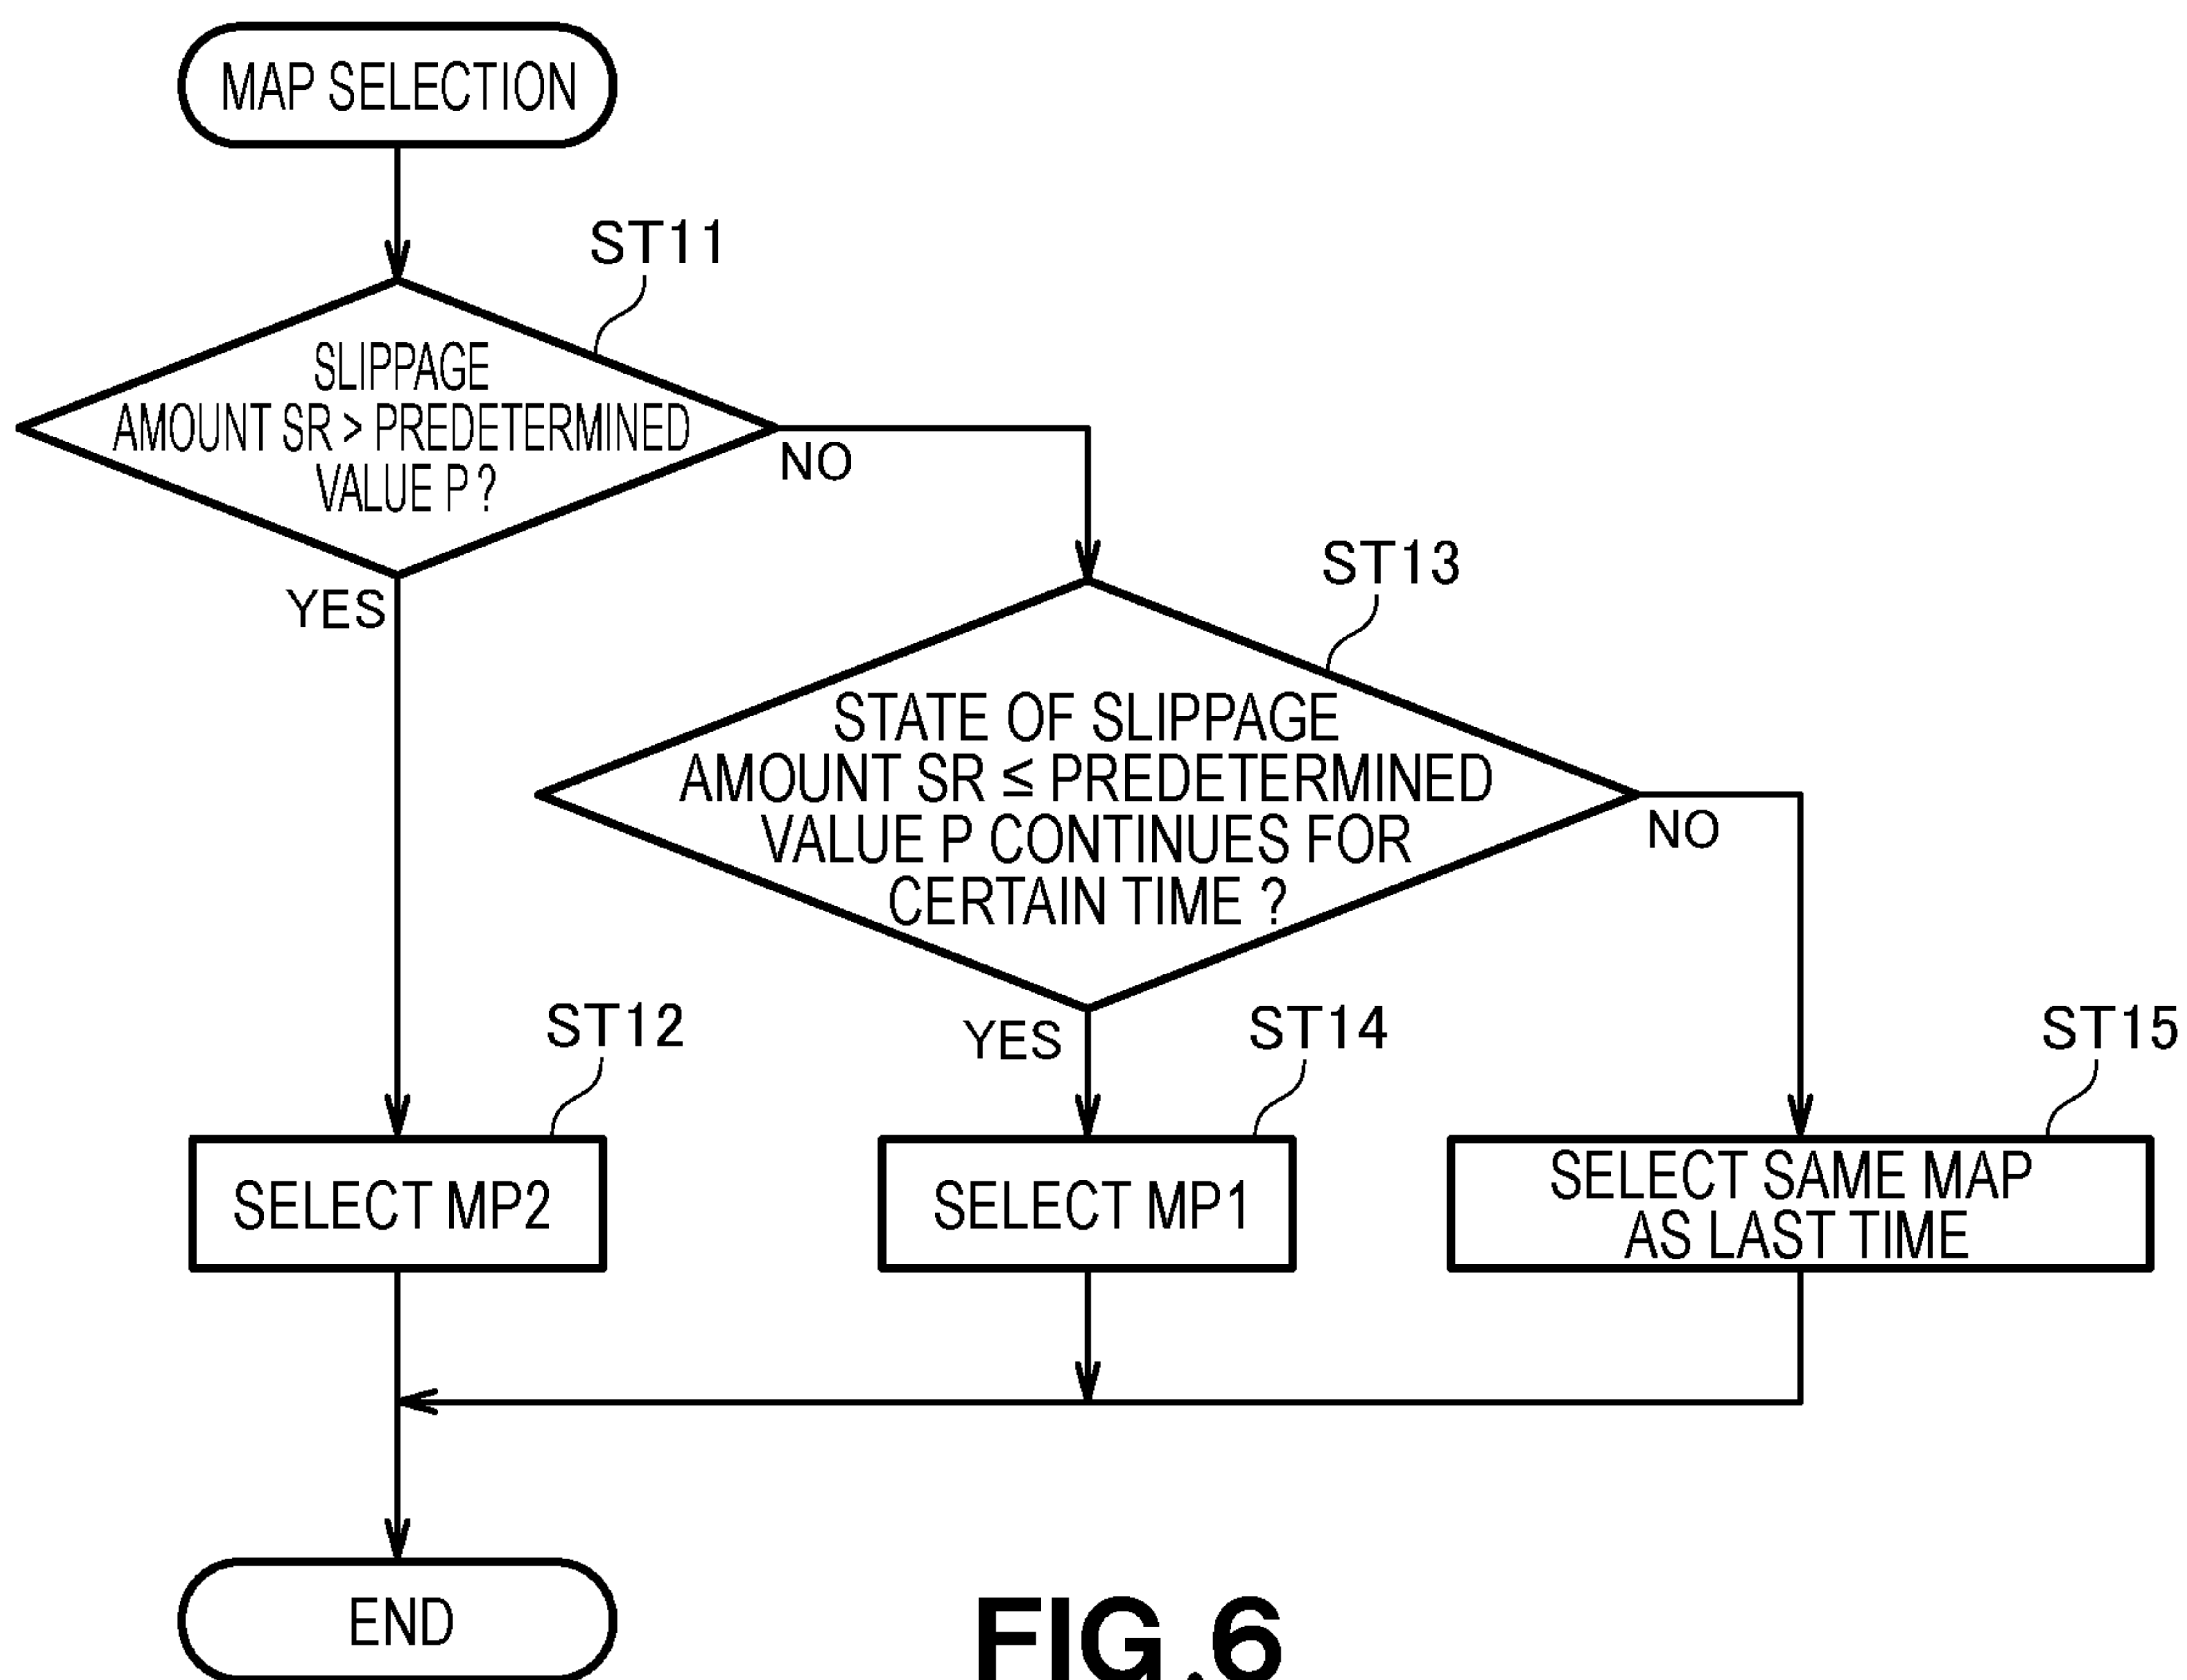 MAP SELECTION
ST11
SLIPPAGE
AMOUNT SR > PREDETERMINED
VALUE P ?
NO
YES
ST13
STATE OF SLIPPAGE
AMOUNT SR ≤ PREDETERMINED
VALUE P CONTINUES FOR
CERTAIN TIME ?
NO
YES
ST12
SELECT MP2
ST14
SELECT MP1
ST15
SELECT SAME MAP
AS LAST TIME
END
FIG.6